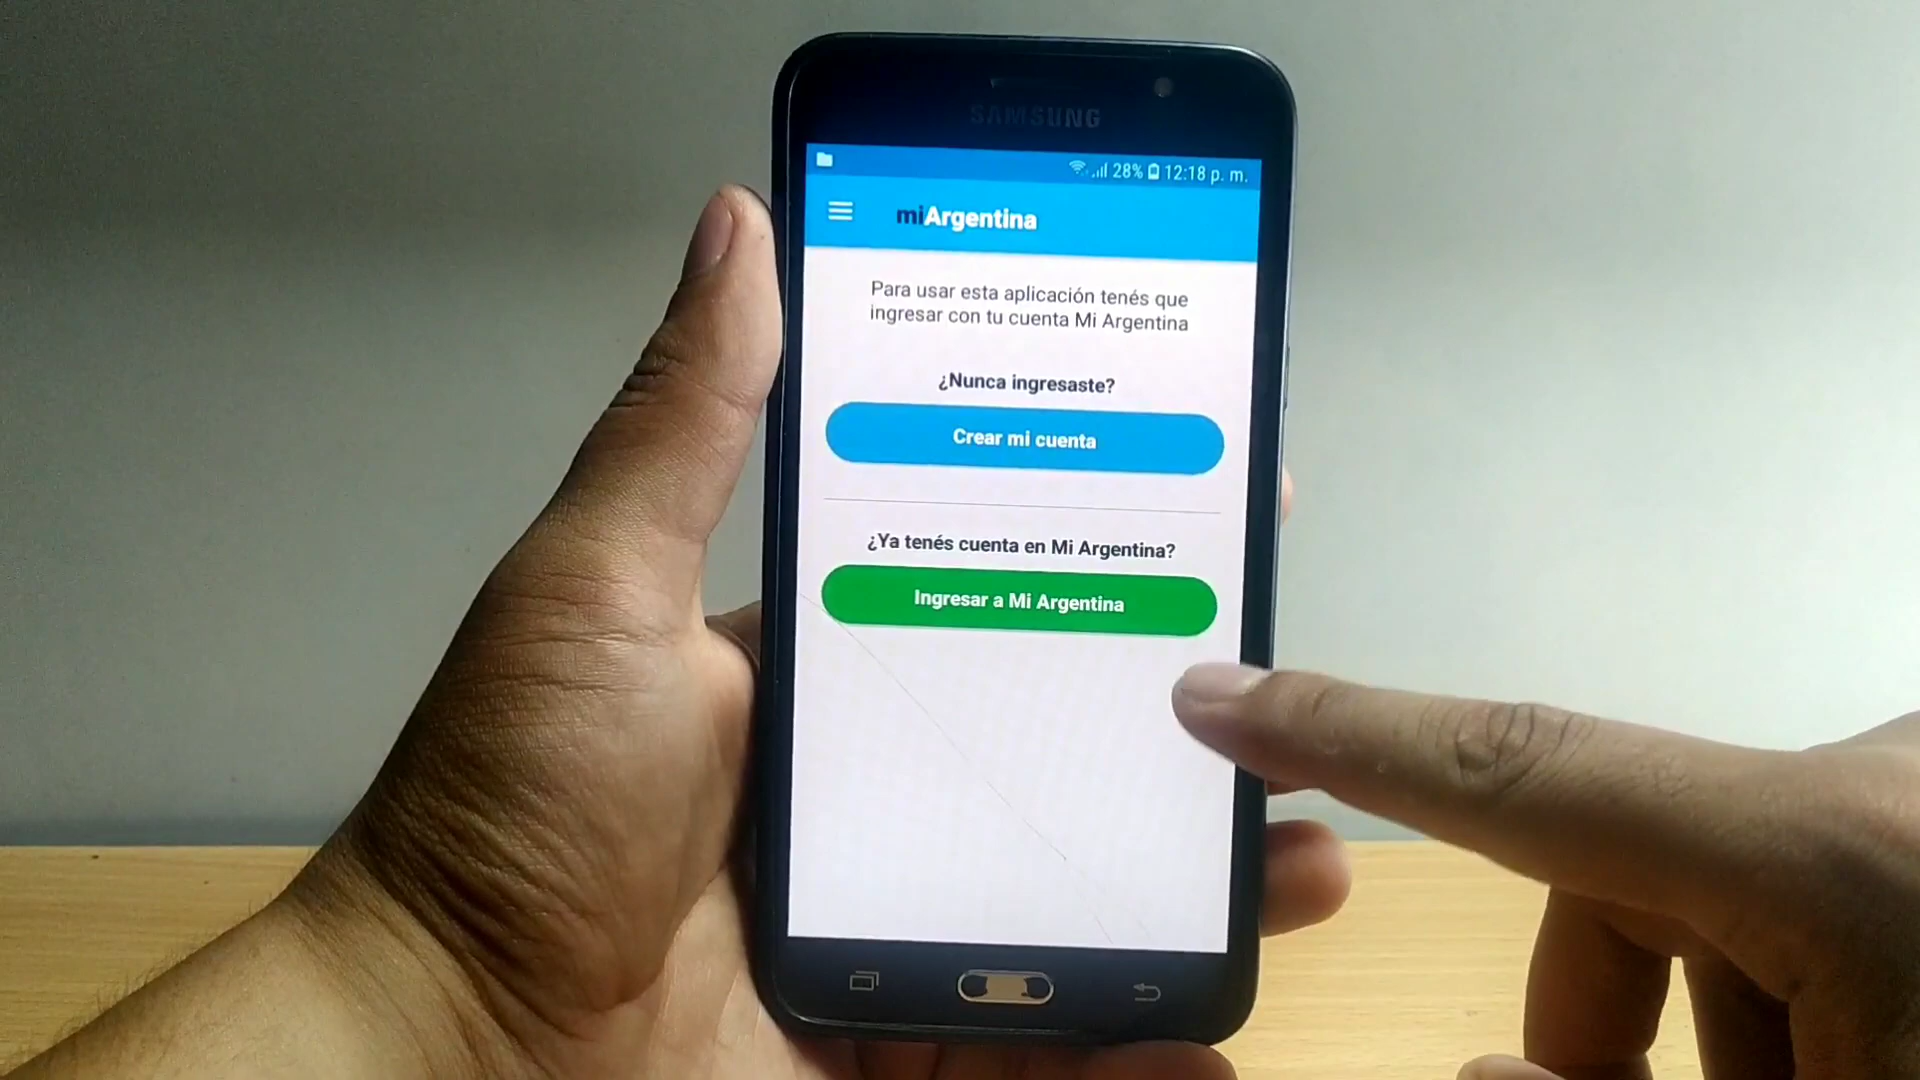 SAMSUNG
28% 12:18 p. m.
miArgentina
Para usar esta aplicación tenés que
ingresar con tu cuenta Mi Argentina
¿Nunca ingresaste?
Crear mi cuenta
¿Ya tenés cuenta en Mi Argentina?
Ingresar a Mi Argentina